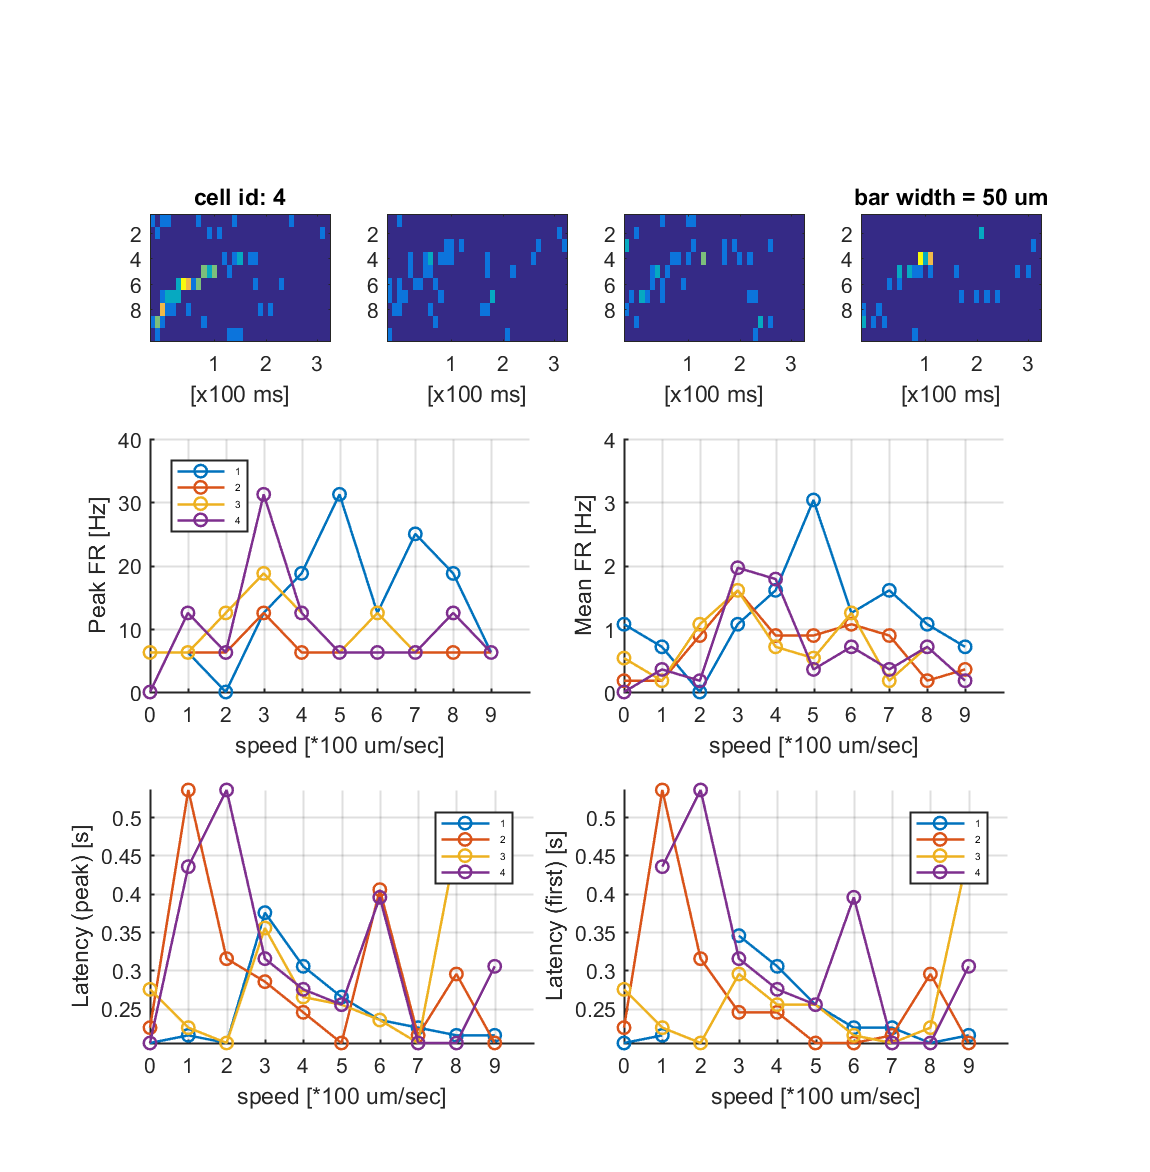 cell id: 4
bar width = 50 um
2
4
6
8
1 2 3
[x100 ms]
2
4
6
8
1 2 3
[x100 ms]
2
4
6
8
1 2 3
[x100 ms]
2
4
6
8
1 2 3
[x100 ms]
Peak FR [Hz]
40
30
20
10
0
1
2
3
4
0 1 2 3 4 5 6 7 8 9
speed [*100 um/sec]
Mean FR [Hz]
4
3
2
1
0
0 1 2 3 4 5 6 7 8 9
speed [*100 um/sec]
Latency (peak) [s]
0.5
0.45
0.4
0.35
0.3
0.25
1
2
3
4
0 1 2 3 4 5 6 7 8 9
speed [*100 um/sec]
Latency (first) [s]
0.5
0.45
0.4
0.35
0.3
0.25
1
2
3
4
0 1 2 3 4 5 6 7 8 9
speed [*100 um/sec]